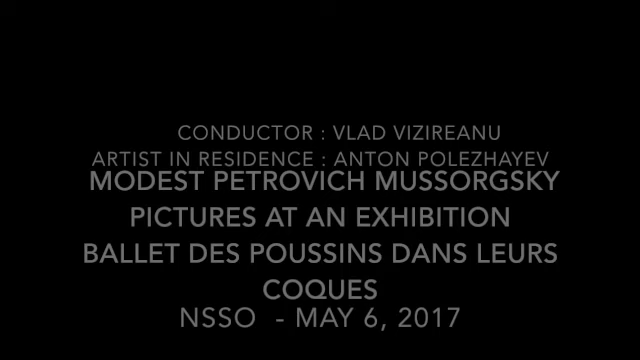 CONDUCTOR : VLAD VIZIREANU
ARTIST IN RESIDENCE : ANTON POLEZHAYEV
MODEST PETROVICH MUSSORGSKY
PICTURES AT AN EXHIBITION
BALLET DES POUSSINS DANS LEURS
COQUES
NSSO - MAY 6, 2017